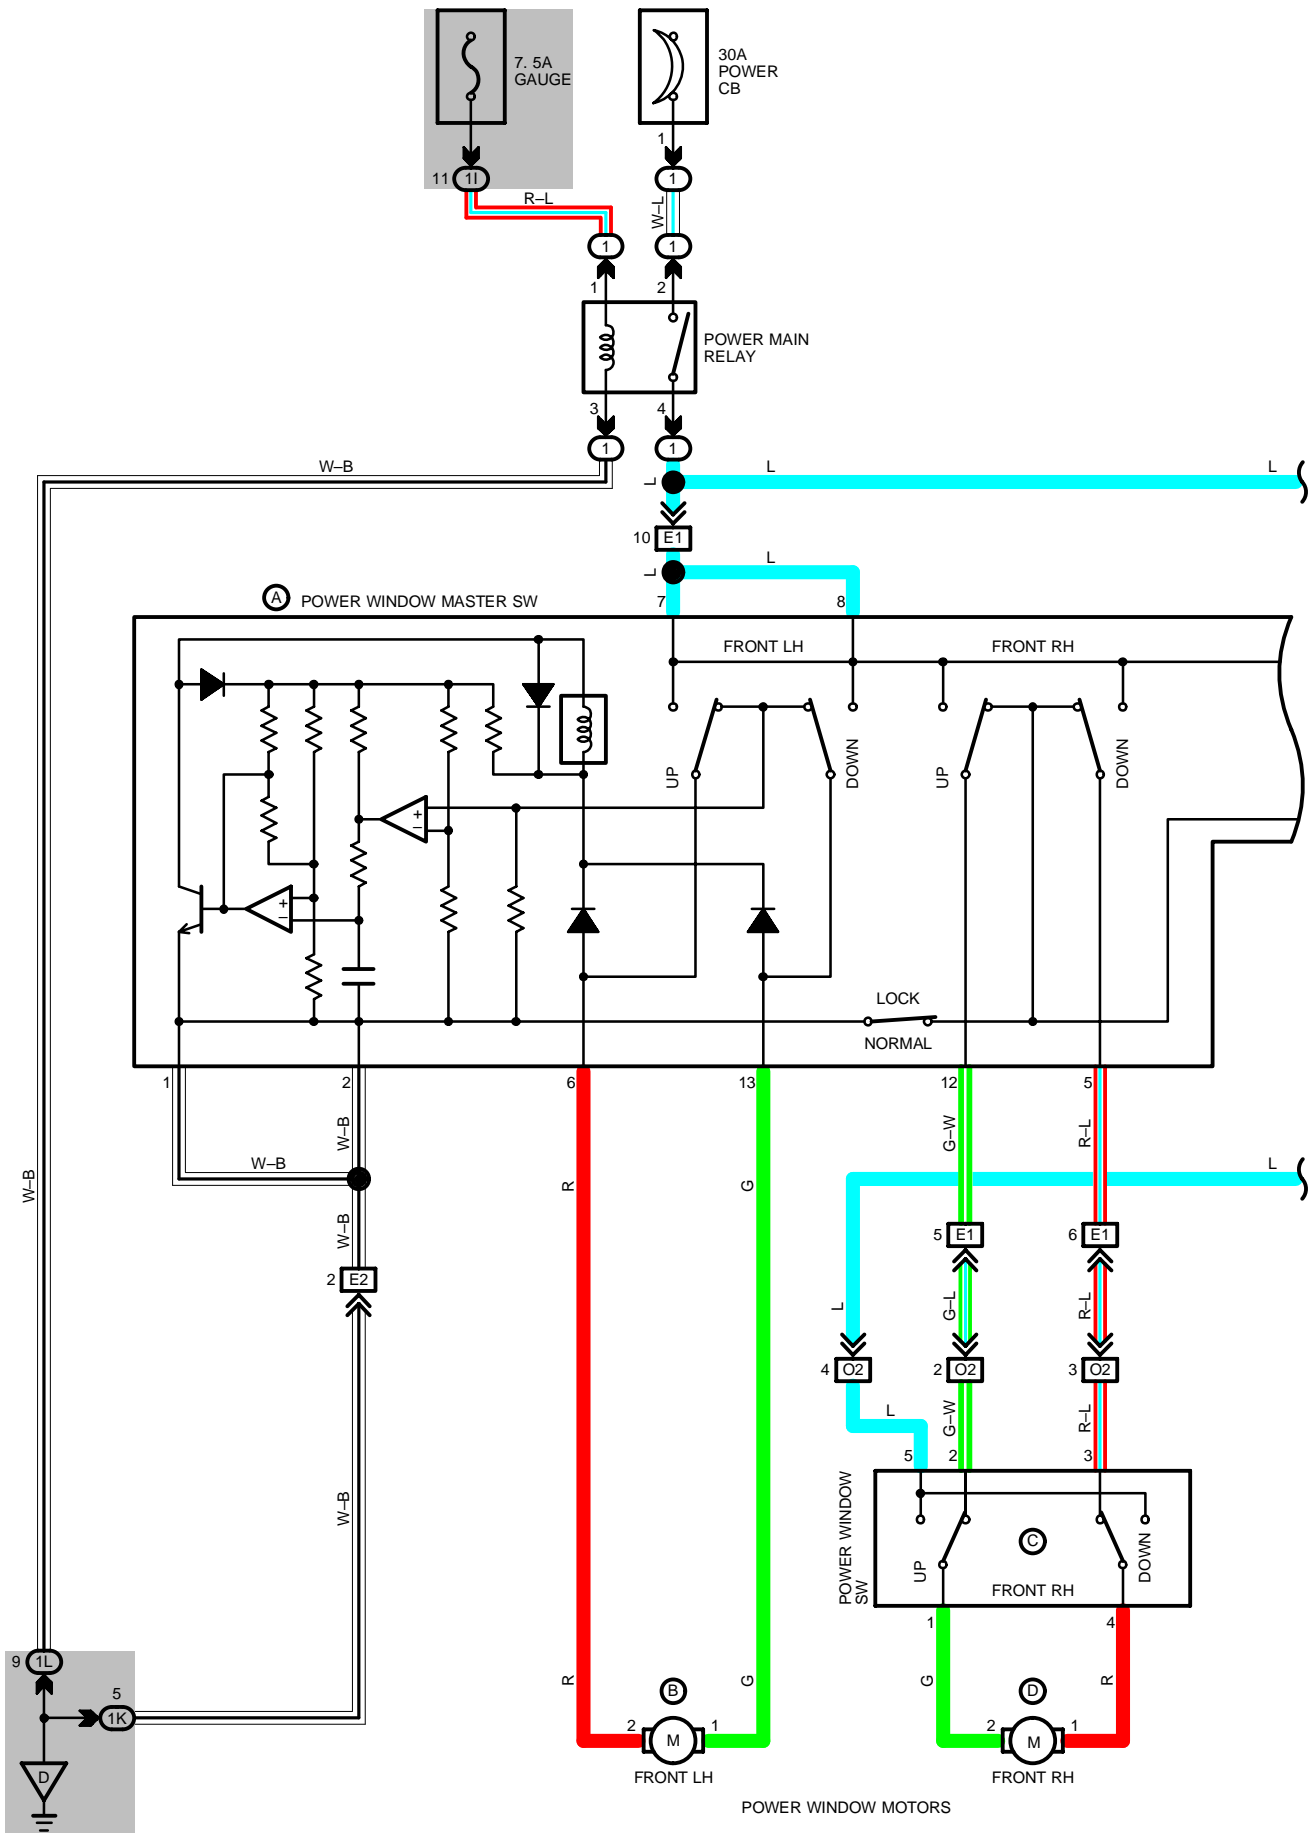 7. 5A
GAUGE
30A
POWER
CB
1
11
1I
1
R–L
W–L
1
1
1
2
POWER MAIN
RELAY
3
4
1
1
W–B
L
L
L
10
E1
L
L
A
POWER WINDOW MASTER SW
7
8
FRONT LH
FRONT RH
UP
DOWN
UP
DOWN
+
–
+
–
LOCK
NORMAL
1
2
6
13
12
5
W–B
G–W
R–L
W–B
L
W–B
R
G
W–B
5
E1
6
E1
2
E2
L
G–L
R–L
4
O2
2
O2
3
O2
L
G–W
R–L
5
2
3
W–B
POWER WINDOW
SW
UP
C
DOWN
FRONT RH
1
4
9
1L
R
G
G
R
B
D
5
1K
2
M
1
2
M
1
D
FRONT LH
FRONT RH
POWER WINDOW MOTORS